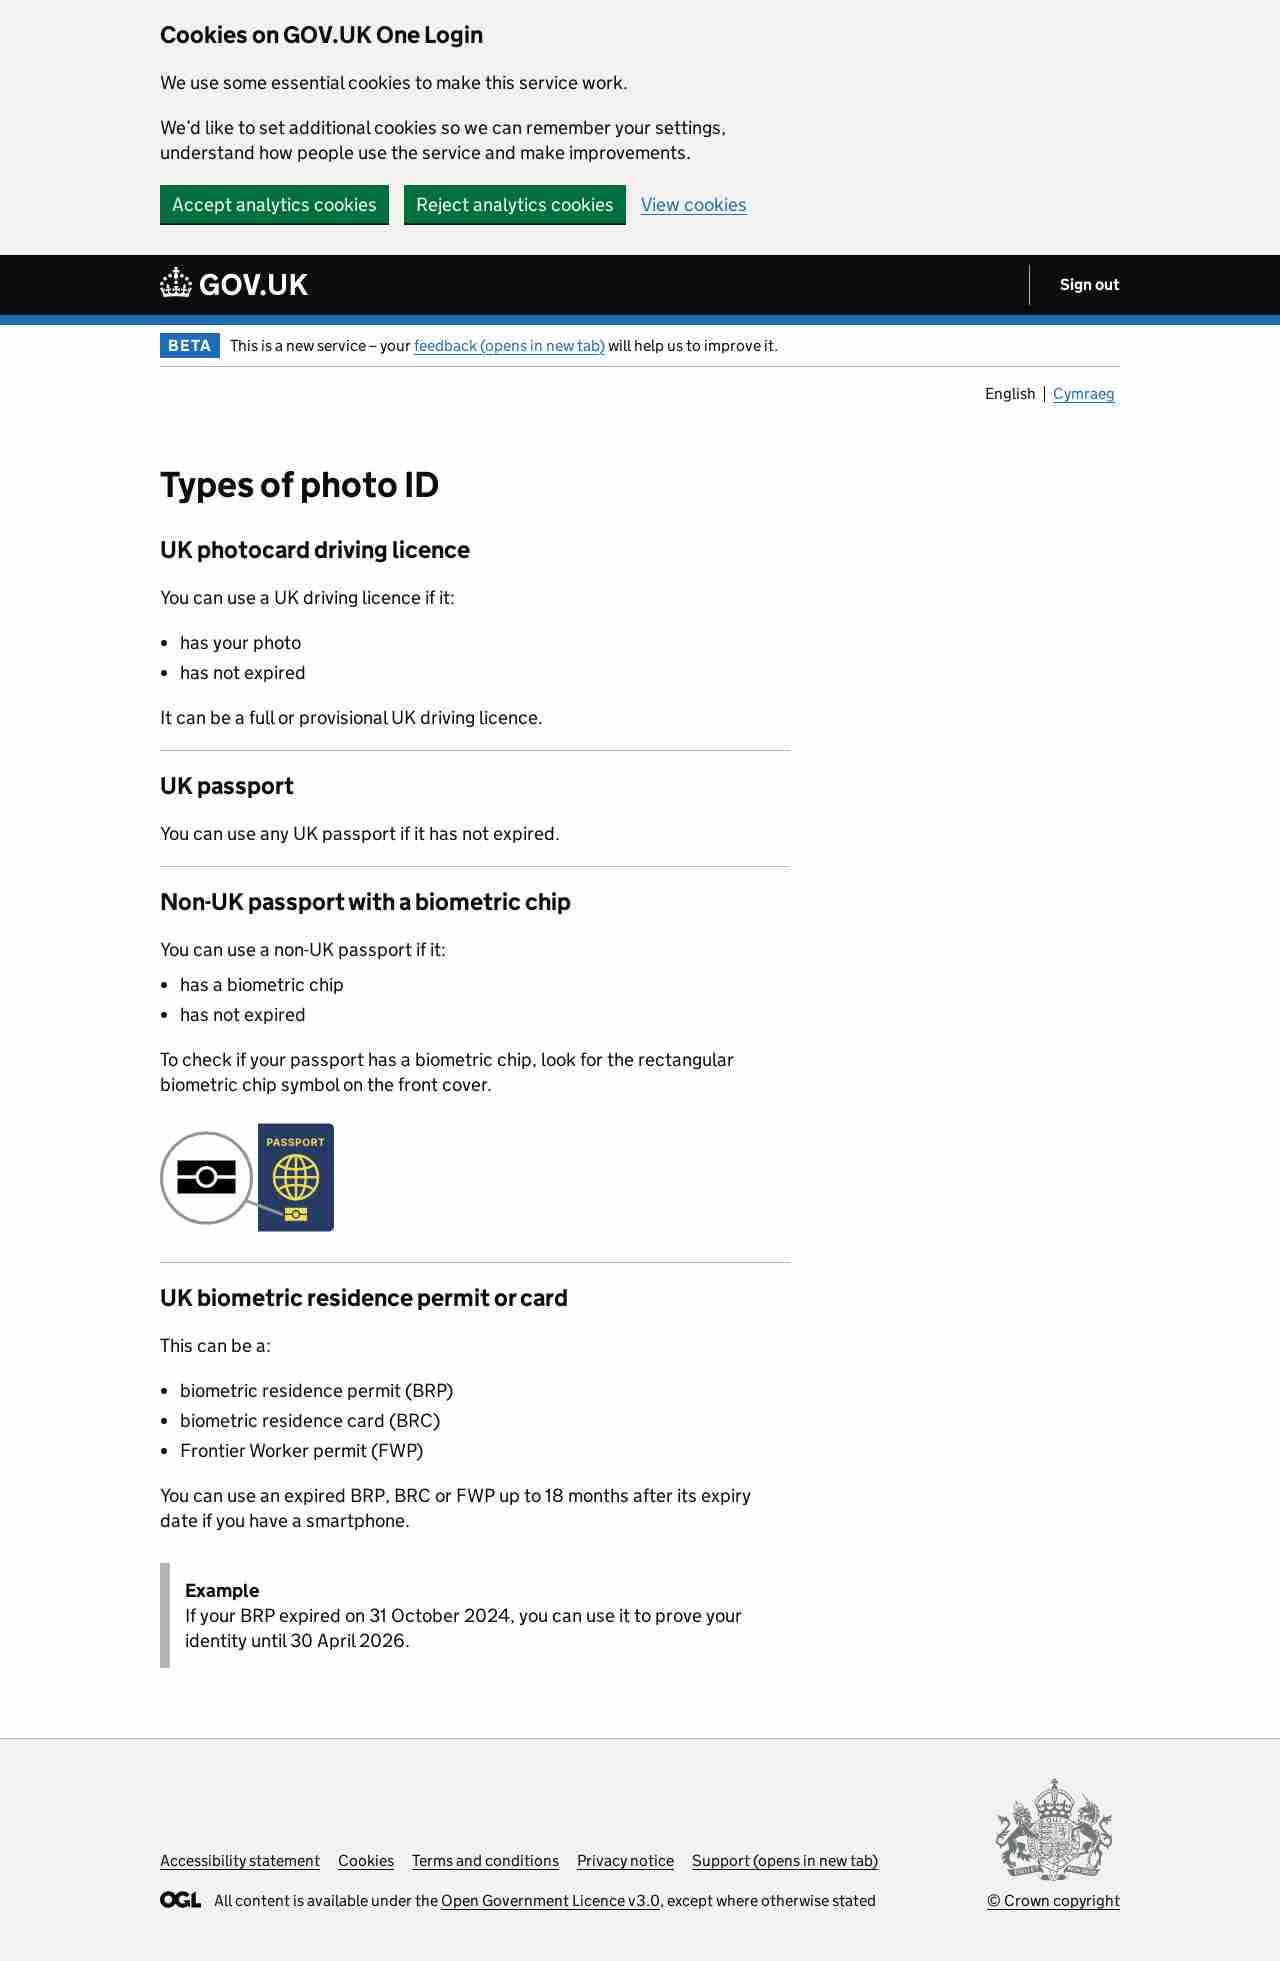 Cookies on GOV.UK One Login
We use some essential cookies to make this service work.
We'd like to set additional cookies so we can remember your settings,
understand how people use the service and make improvements.
Accept analytics cookies Reject analytics cookies View cookies
GOV.UK Sign out
BETA This is a new service – your feedback (opens in new tab) will help us to improve it.
English Cymraeg
Types of photo ID
UK photocard driving licence
You can use a UK driving licence if it:
• has your photo
• has not expired
It can be a full or provisional UK driving licence.
UK passport
You can use any UK passport if it has not expired.
Non-UK passport with a biometric chip
You can use a non-UK passport if it:
• has a biometric chip
• has not expired
To check if your passport has a biometric chip, look for the rectangular
biometric chip symbol on the front cover.
PASSPORT
UK biometric residence permit or card
This can be a:
• biometric residence permit (BRP)
• biometric residence card (BRC)
• Frontier Worker permit (FWP)
You can use an expired BRP, BRC or FWP up to 18 months after its expiry
date if you have a smartphone.
Example
If your BRP expired on 31 October 2024, you can use it to prove your
identity until 30 April 2026.
Accessibility statement Cookies Terms and conditions Privacy notice Support (opens in new tab)
OGL All content is available under the Open Government Licence v3.0, except where otherwise stated
© Crown copyright